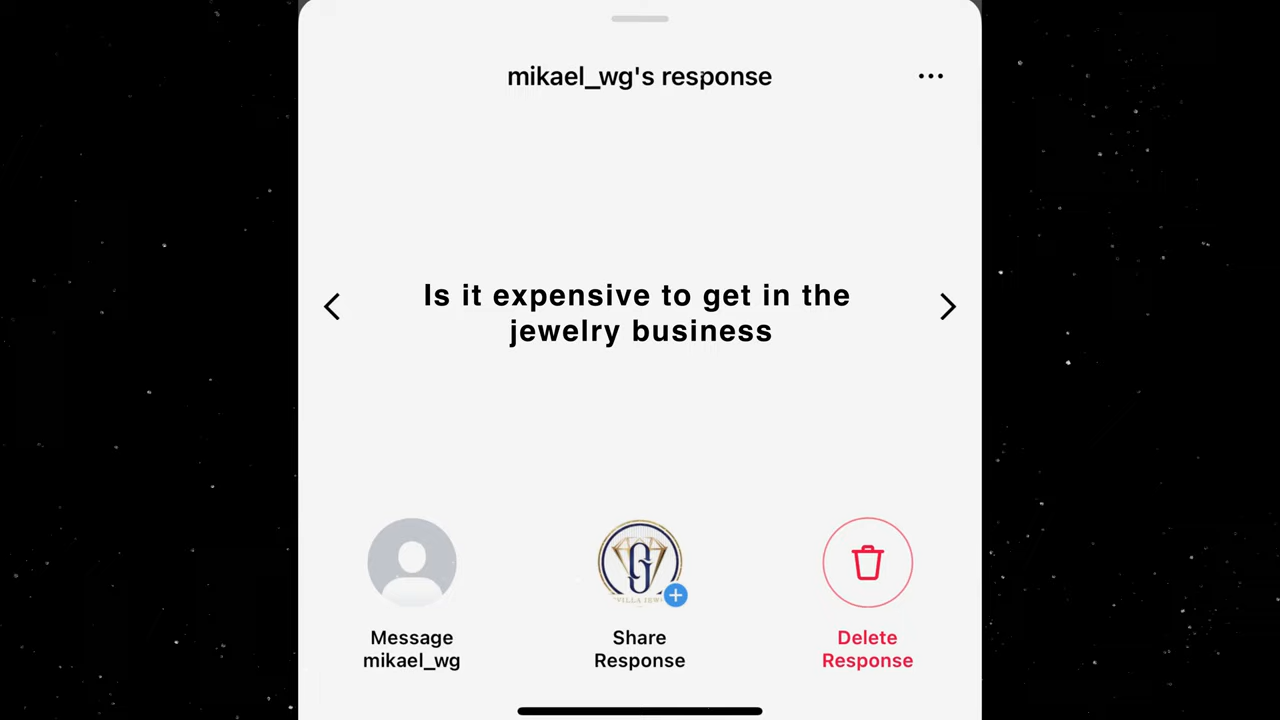 mikael_wg's response
Is it expensive to get in the
jewelry business
Message
mikael_wg
Share
Response
Delete
Response